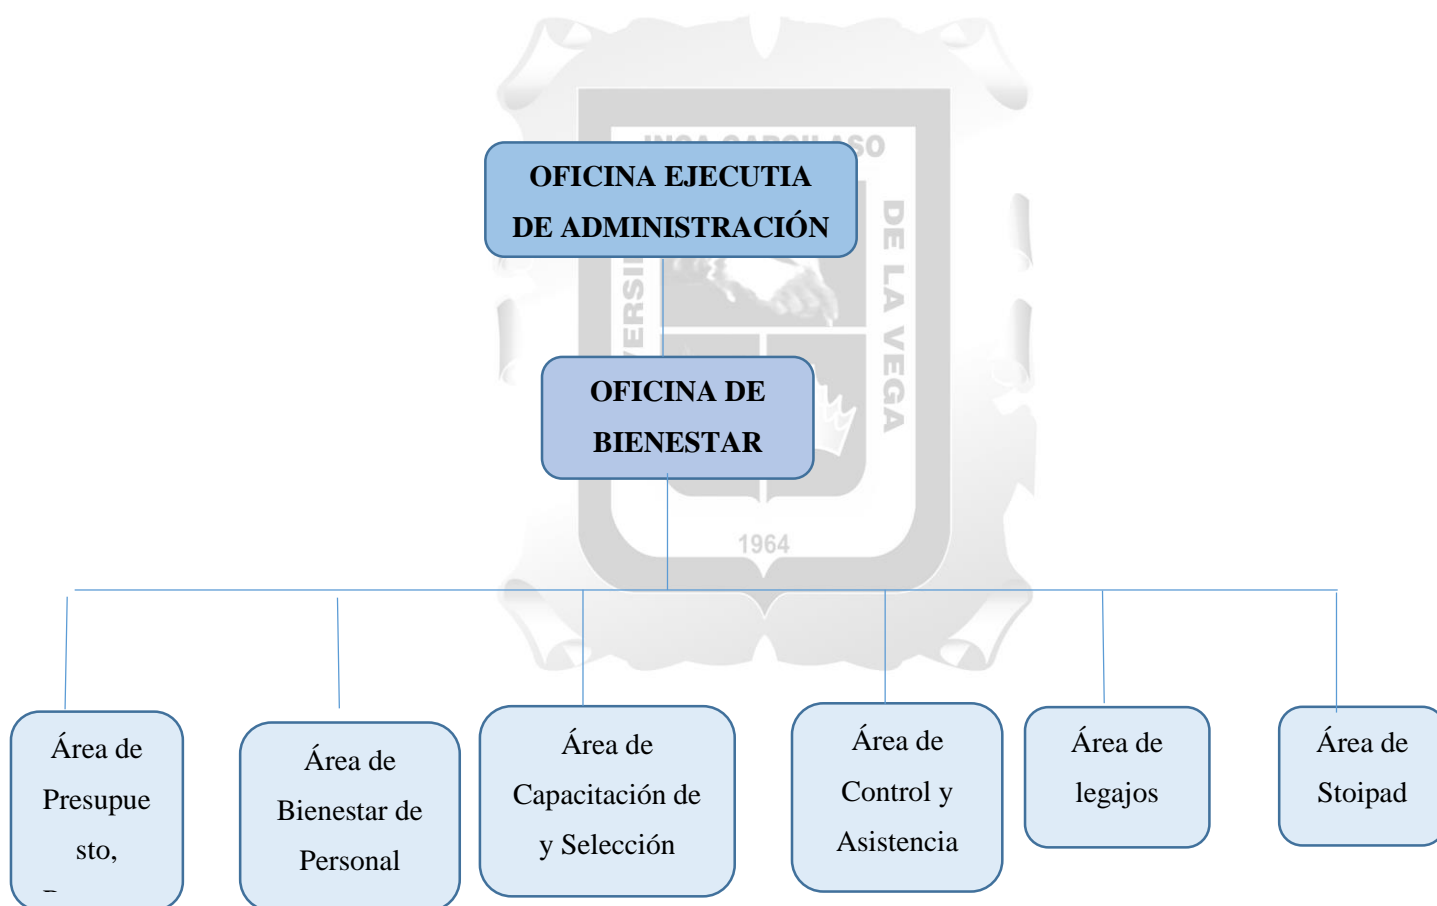 INCA GARCILASO
DE LA VEGA
OFICINA EJECUTIA
DE ADMINISTRACIÓN
OFICINA DE
BIENESTAR
1964
Área de
Presupue
sto,
Área de
Bienestar de
Personal
Área de
Capacitación de
y Selección
Área de
Control y
Asistencia
Área de
legajos
Área de
Stoipad